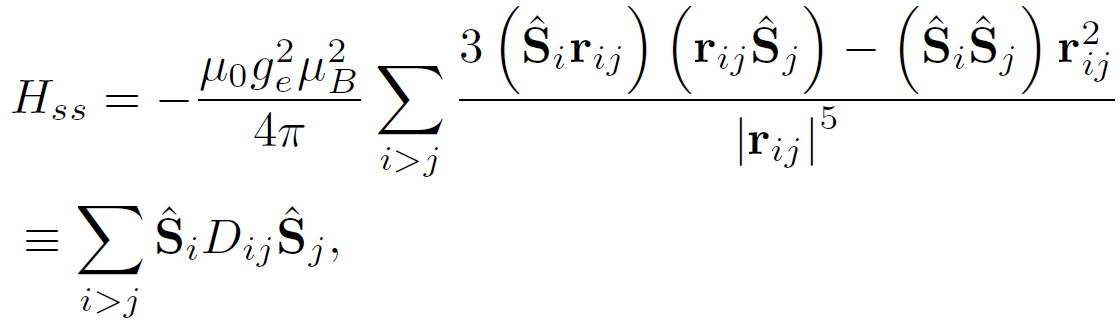 H_{ss} = -\frac{\mu_0 g_e^2 \mu_B^2}{4\pi} \sum_{i>j} \frac{3 \left( \hat{\mathbf{S}}_i \mathbf{r}_{ij} \right) \left( \mathbf{r}_{ij} \hat{\mathbf{S}}_j \right) - \left( \hat{\mathbf{S}}_i \hat{\mathbf{S}}_j \right) \mathbf{r}_{ij}^2}{\left| \mathbf{r}_{ij} \right|^5}
\equiv \sum_{i>j} \hat{\mathbf{S}}_i D_{ij} \hat{\mathbf{S}}_j,